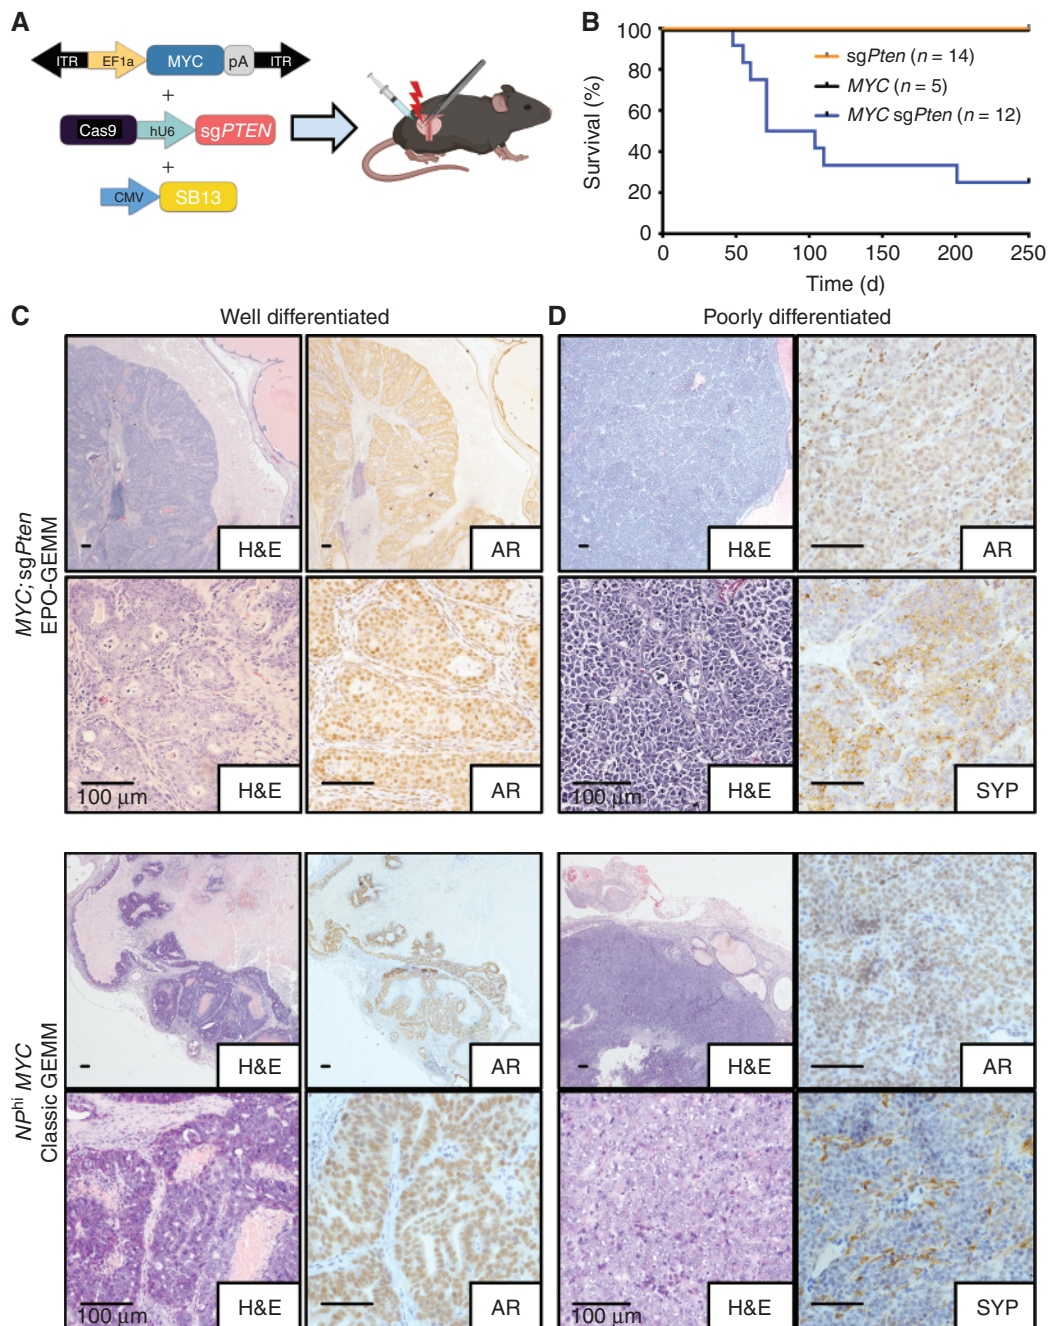 A
ITR EF1a MYC pA ITR
+
Cas9 hU6 sgPTEN
+
CMV SB13
B
Survival (%)
100
80
60
40
20
0
0 50 100 150 200 250
Time (d)
sgPten (n = 14)
MYC (n = 5)
MYC sgPten (n = 12)
C Well differentiated
D Poorly differentiated
MYC; sgPten
EPO-GEMM
H&E AR H&E AR
100 µm H&E AR 100 µm H&E SYP
NPhi MYC
Classic GEMM
H&E AR H&E AR
100 µm H&E AR 100 µm H&E SYP